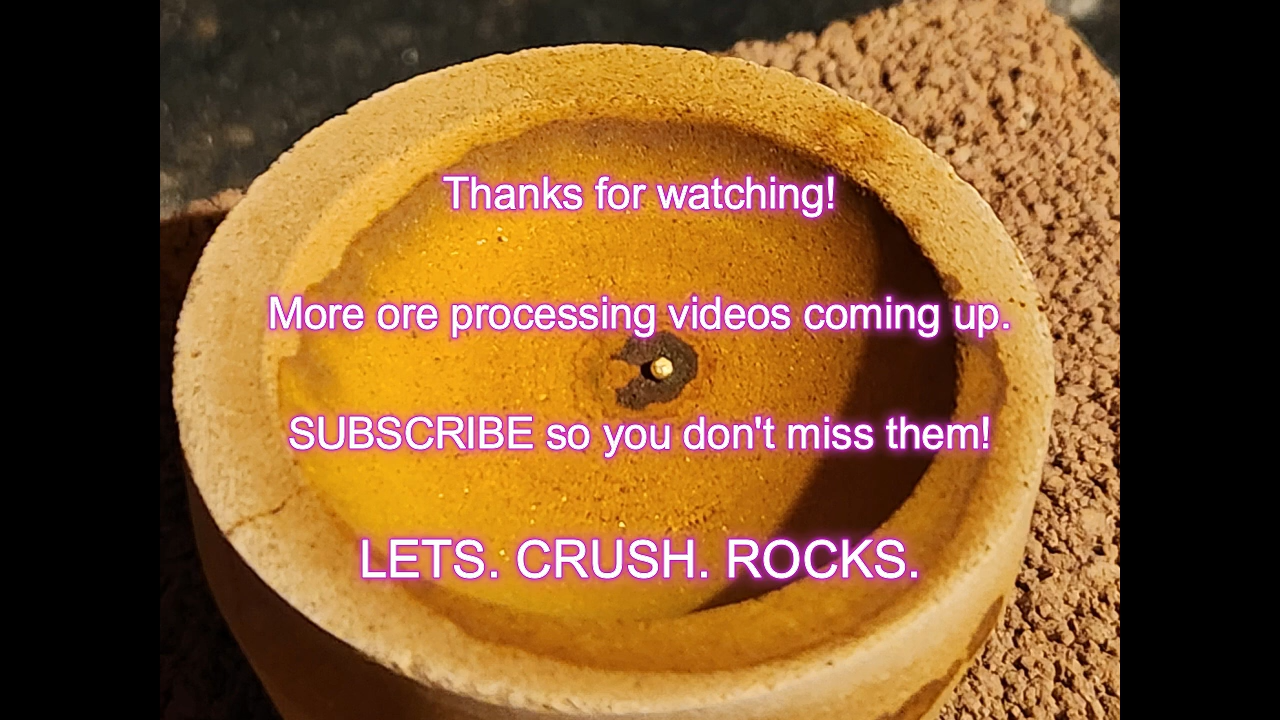 Thanks for watching!
More ore processing videos coming up.
SUBSCRIBE so you don't miss them!
LETS. CRUSH. ROCKS.